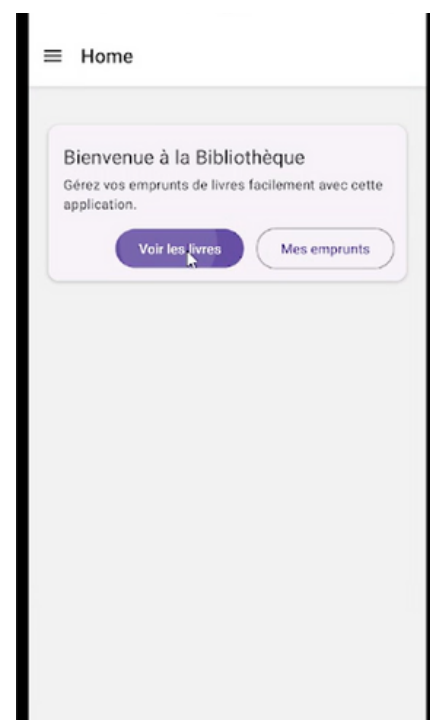 Home
Bienvenue à la Bibliothèque
Gérez vos emprunts de livres facilement avec cette
application.
Voir les livres
Mes emprunts